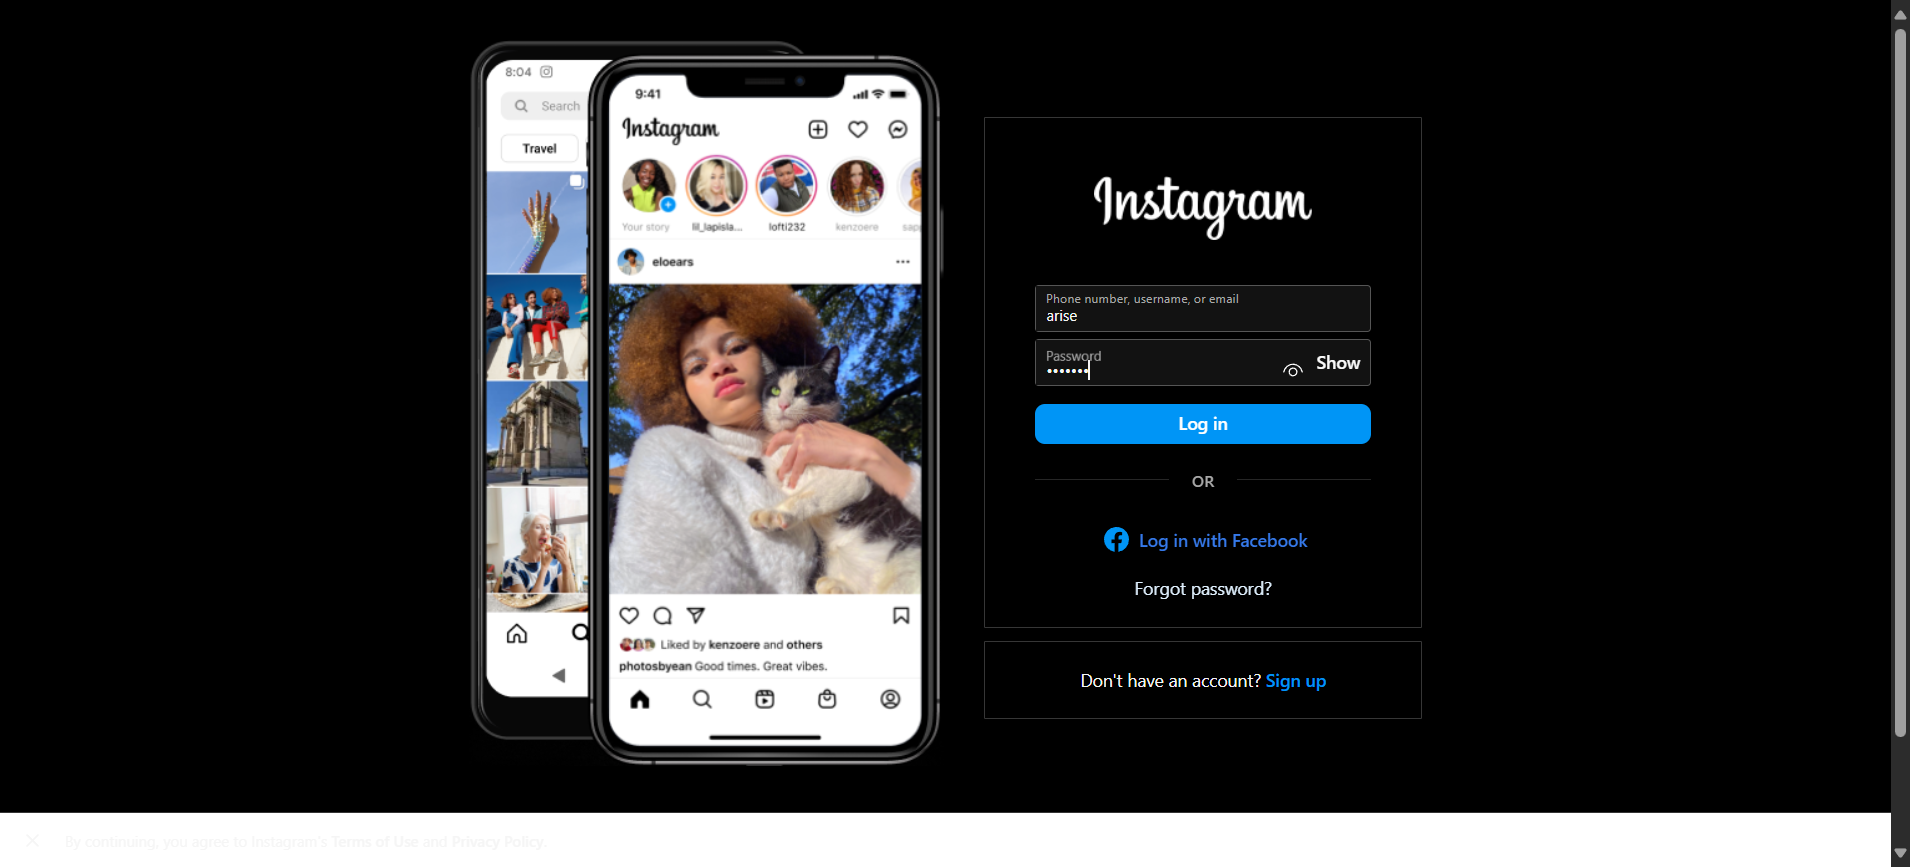 8:04
Search
Travel
9:41
Instagram
Your story
lil_lapisla...
lofti232
kenzoere
sapp
eloears
Liked by kenzoere and others
photosbyean Good times. Great vibes.
Instagram
Phone number, username, or email
arise
Password
•••••••
Show
Log in
OR
Log in with Facebook
Forgot password?
Don't have an account? Sign up
By continuing, you agree to Instagram's Terms of Use and Privacy Policy.